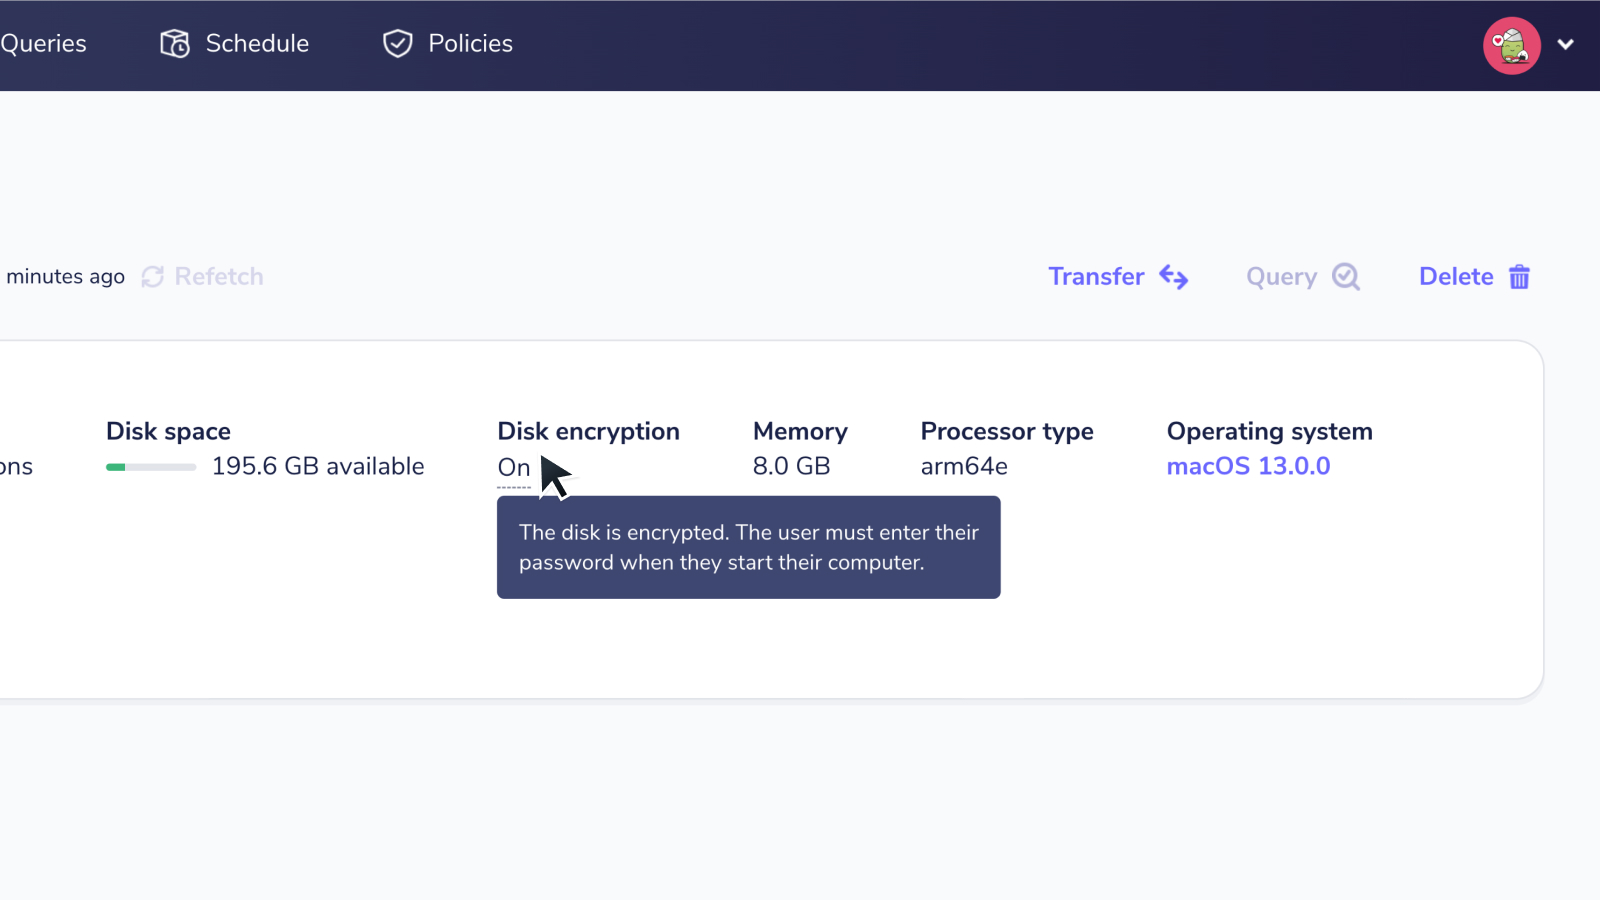 Queries
Schedule
Policies
minutes ago
Refetch
Transfer
Query
Delete
ons
Disk space
195.6 GB available
Disk encryption
On
Memory
8.0 GB
Processor type
arm64e
Operating system
macOS 13.0.0
The disk is encrypted. The user must enter their
password when they start their computer.